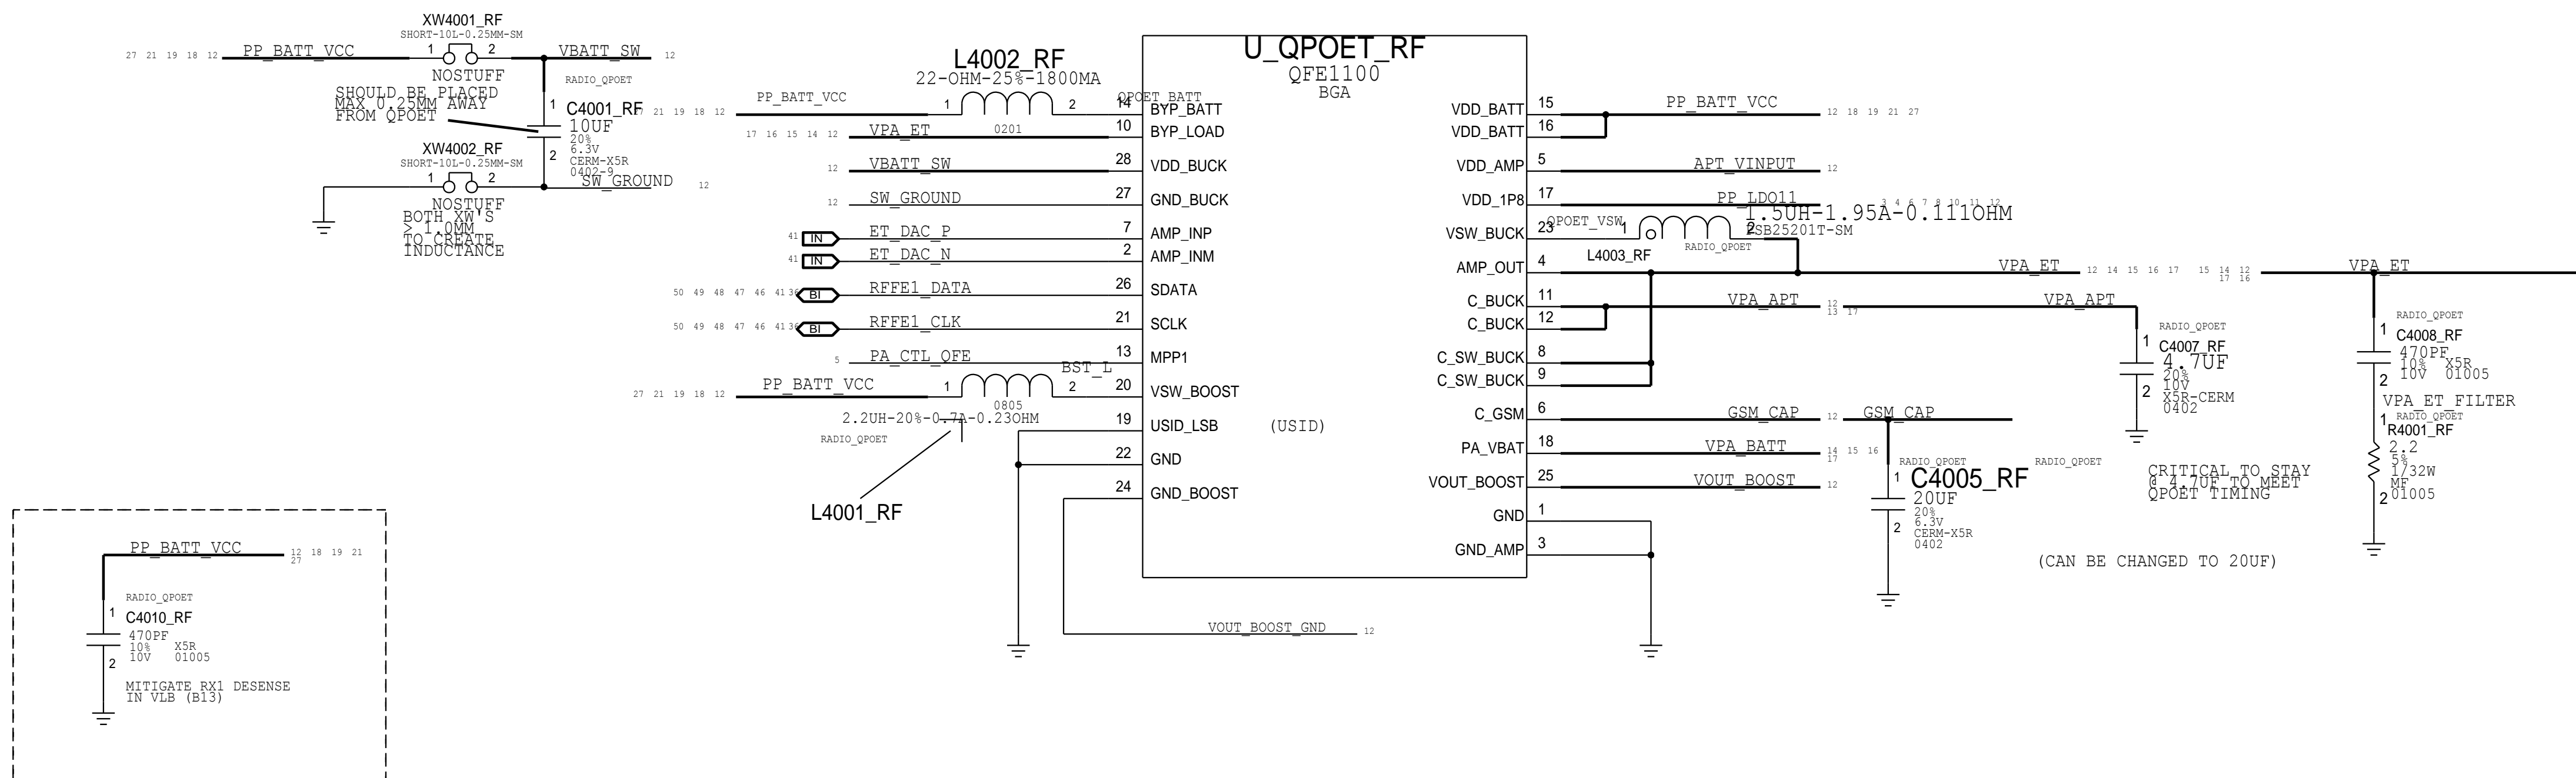 XW4001_RF
SHORT-10L-0.25MM-SM
27 21 19 18 12
PP_BATT_VCC
1
2
VBATT_SW
12
NOSTUFF
RADIO_QPOET
SHOULD BE PLACED
MAX 0.25MM AWAY
FROM QPOET
1
C4001_RF
10UF
20%
6.3V
CERM-X5R
0402-9
2
XW4002_RF
SHORT-10L-0.25MM-SM
1
2
SW_GROUND
12
NOSTUFF
BOTH XW'S
> 1.0MM
TO CREATE
INDUCTANCE
L4002_RF
22-OHM-25%-1800MA
PP_BATT_VCC
21 19 18 12
1
2
0201
QPOET_BATT
17 16 15 14 12
VPA_ET
12
VBATT_SW
12
SW_GROUND
41
IN
ET_DAC_P
41
IN
ET_DAC_N
50 49 48 47 46 41 36
BI
RFFE1_DATA
50 49 48 47 46 41 36
BI
RFFE1_CLK
5
PA_CTL_QFE
27 21 19 18 12
PP_BATT_VCC
1
2
BST_L
0805
2.2UH-20%-0.7A-0.23OHM
RADIO_QPOET
L4001_RF
U_QPOET_RF
QFE1100
BGA
14 BYP_BATT
10 BYP_LOAD
28 VDD_BUCK
27 GND_BUCK
7 AMP_INP
2 AMP_INM
26 SDATA
21 SCLK
13 MPP1
20 VSW_BOOST
19 USID_LSB
(USID)
22 GND
24 GND_BOOST
VOUT_BOOST_GND
12
VDD_BATT 15
VDD_BATT 16
VDD_AMP 5
VDD_1P8 17
VSW_BUCK 23
AMP_OUT 4
C_BUCK 11
C_BUCK 12
C_SW_BUCK 8
C_SW_BUCK 9
C_GSM 6
PA_VBAT 18
VOUT_BOOST 25
GND 1
GND_AMP 3
PP_BATT_VCC
12 18 19 21 27
APT_VINPUT
12
PP_LDO11
3 4 6 7 8 10 11 12
QPOET_VSW
1
2
1.5UH-1.95A-0.111OHM
PSB25201T-SM
RADIO_QPOET
L4003_RF
VPA_ET
12 14 15 16 17
15 14 12
17 16
VPA_ET
VPA_APT
12
13 17
VPA_APT
GSM_CAP
12
GSM_CAP
VPA_BATT
14 15 16
17
VOUT_BOOST
12
RADIO_QPOET
RADIO_QPOET
1
C4005_RF
20UF
20%
6.3V
CERM-X5R
0402
2
RADIO_QPOET
1
C4007_RF
4.7UF
20%
10V
X5R-CERM
0402
2
CRITICAL TO STAY
@ 4.7UF TO MEET
QPOET TIMING
(CAN BE CHANGED TO 20UF)
RADIO_QPOET
1
C4008_RF
470PF
10% X5R
10V 01005
2
VPA_ET_FILTER
RADIO_QPOET
1
R4001_RF
2.2
5%
1/32W
MF
01005
2
PP_BATT_VCC
12 18 19 21
27
RADIO_QPOET
1
C4010_RF
470PF
10% X5R
10V 01005
2
MITIGATE RX1 DESENSE
IN VLB (B13)